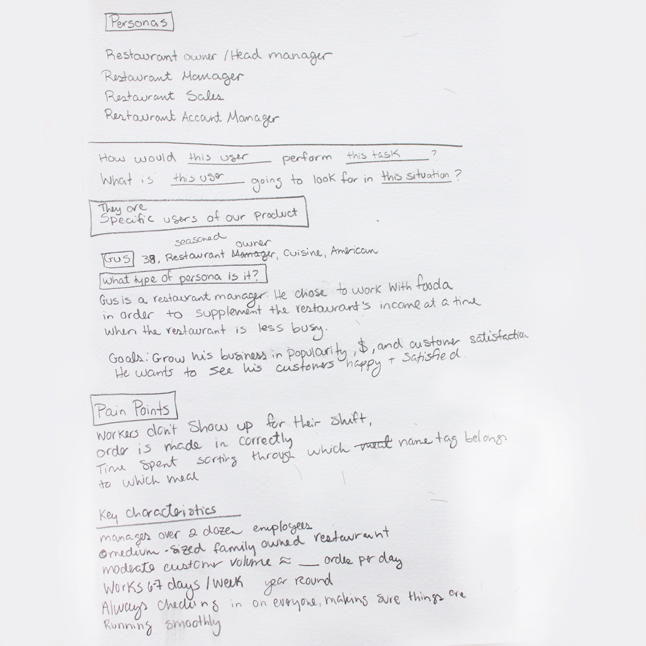 Personas
Restaurant owner / Head manager
Restaurant Manager
Restaurant Sales
Restaurant Account Manager
How would this user perform this task ?
What is this user going to look for in this situation ?
They are
Specific users of our product
seasoned owner
Gus 38, Restaurant Manager, Cuisine, American
What type of persona is it?
Gus is a restaurant manager. He chose to work with fooda
in order to supplement the restaurant's income at a time
when the restaurant is less busy.
Goals: Grow his business in popularity, $, and customer satisfaction
He wants to see his customers happy + satisfied.
Pain Points
Workers don't show up for their shift,
order is made in correctly
Time spent sorting through which meal name tag belongs
to which meal
Key characteristics
manages over 2 dozen employees
medium-sized family owned restaurant
moderate customer volume ≈ __ order per day
Works 6-7 days / week year round
Always checking in on everyone, making sure things are
Running smoothly